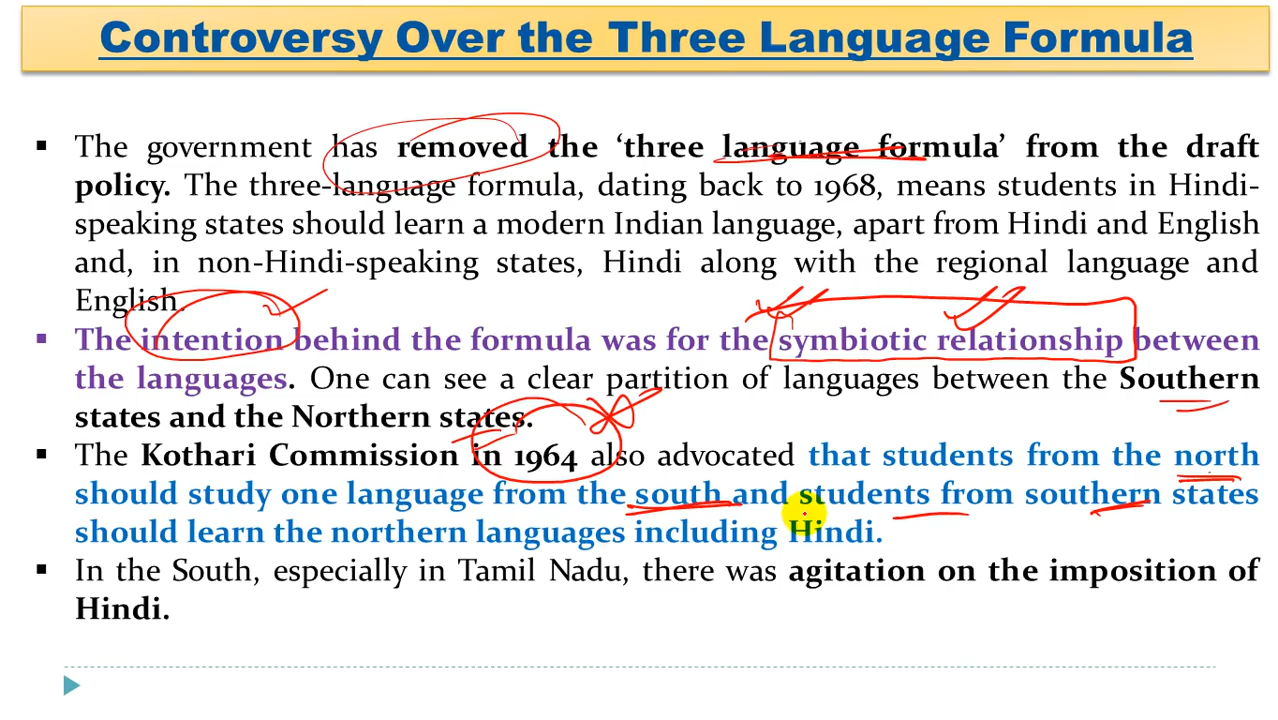 Controversy Over the Three Language Formula
The government has removed the ‘three language formula’ from the draft
policy. The three-language formula, dating back to 1968, means students in Hindi-
speaking states should learn a modern Indian language, apart from Hindi and English
and, in non-Hindi-speaking states, Hindi along with the regional language and
English.
The intention behind the formula was for the symbiotic relationship between
the languages. One can see a clear partition of languages between the Southern
states and the Northern states.
The Kothari Commission in 1964 also advocated that students from the north
should study one language from the south and students from southern states
should learn the northern languages including Hindi.
In the South, especially in Tamil Nadu, there was agitation on the imposition of
Hindi.